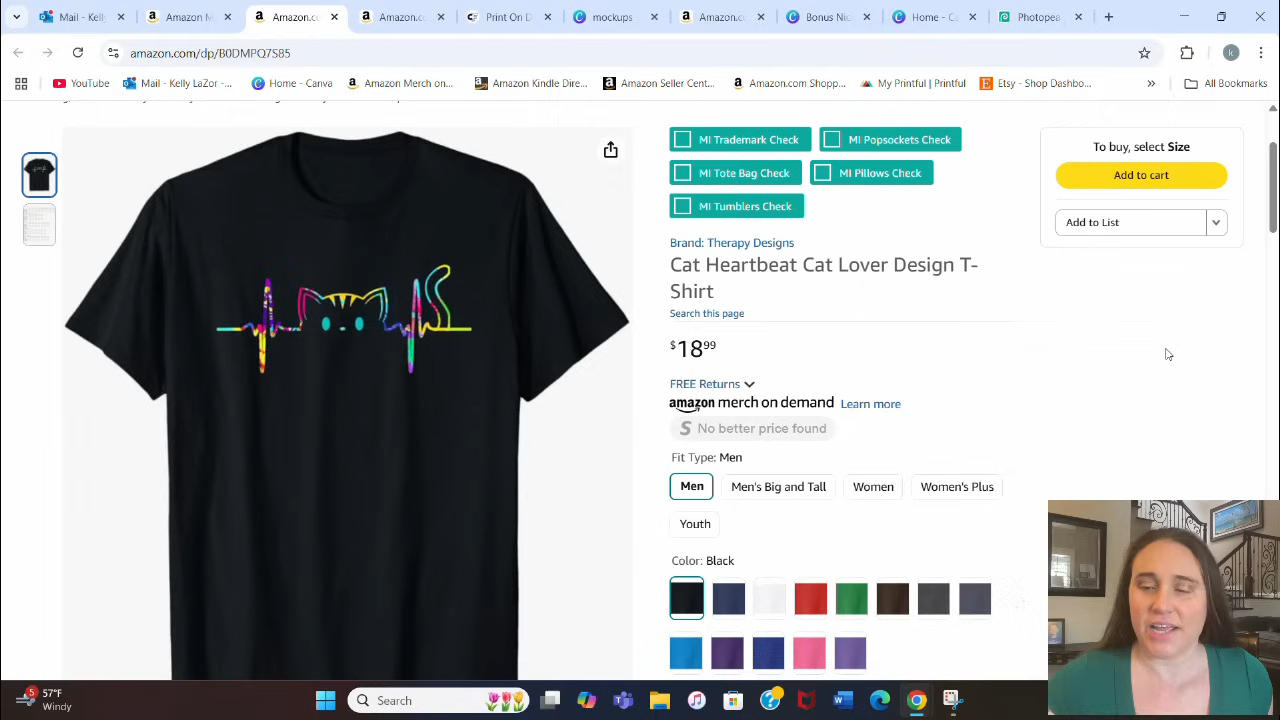 Mail - Kelly
Amazon M
Amazon.c
Amazon.c
Print On D
mockups
Amazon.c
Bonus Nic
Home - C
Photopea
amazon.com/dp/B0DMPQ7S85
k
YouTube
Mail - Kelly LaZor -...
Home - Canva
Amazon Merch on...
Amazon Kindle Dire...
Amazon Seller Cent...
Amazon.com Shopp...
My Printful | Printful
Etsy - Shop Dashbo...
All Bookmarks
MI Trademark Check
MI Popsockets Check
MI Tote Bag Check
MI Pillows Check
MI Tumblers Check
Brand: Therapy Designs
Cat Heartbeat Cat Lover Design T-
Shirt
Search this page
$18 99
FREE Returns
amazon merch on demand Learn more
S No better price found
Fit Type: Men
Men
Men's Big and Tall
Women
Women's Plus
Youth
Color: Black
To buy, select Size
Add to cart
Add to List
5
57°F
Windy
Search